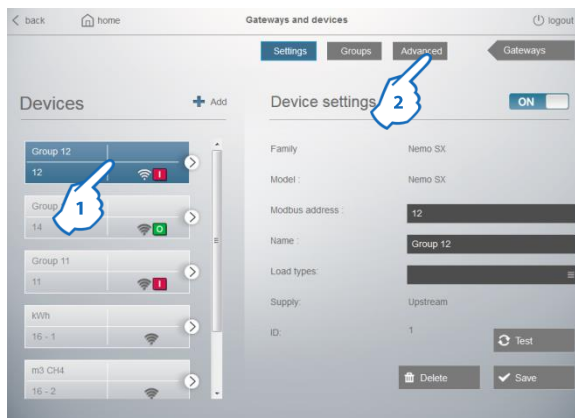 back home Gateways and devices logout
Settings Groups Advanced Gateways
Devices Add
Device settings ON
2
Group 12
12 I
Group
14 O
1
Group 11
11 I
kWh
16 - 1
m3 CH4
16 - 2
Family Nemo SX
Model : Nemo SX
Modbus address : 12
Name : Group 12
Load types:
Supply: Upstream
ID: 1
Test
Delete Save